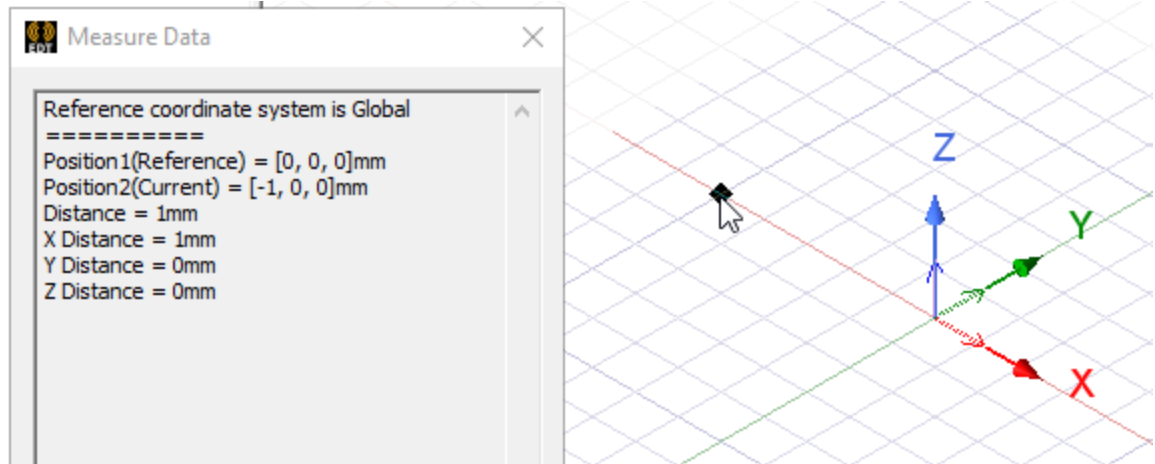 EDT
Measure Data
Reference coordinate system is Global
==========
Position1(Reference) = [0, 0, 0]mm
Position2(Current) = [-1, 0, 0]mm
Distance = 1mm
X Distance = 1mm
Y Distance = 0mm
Z Distance = 0mm
Z
Y
X